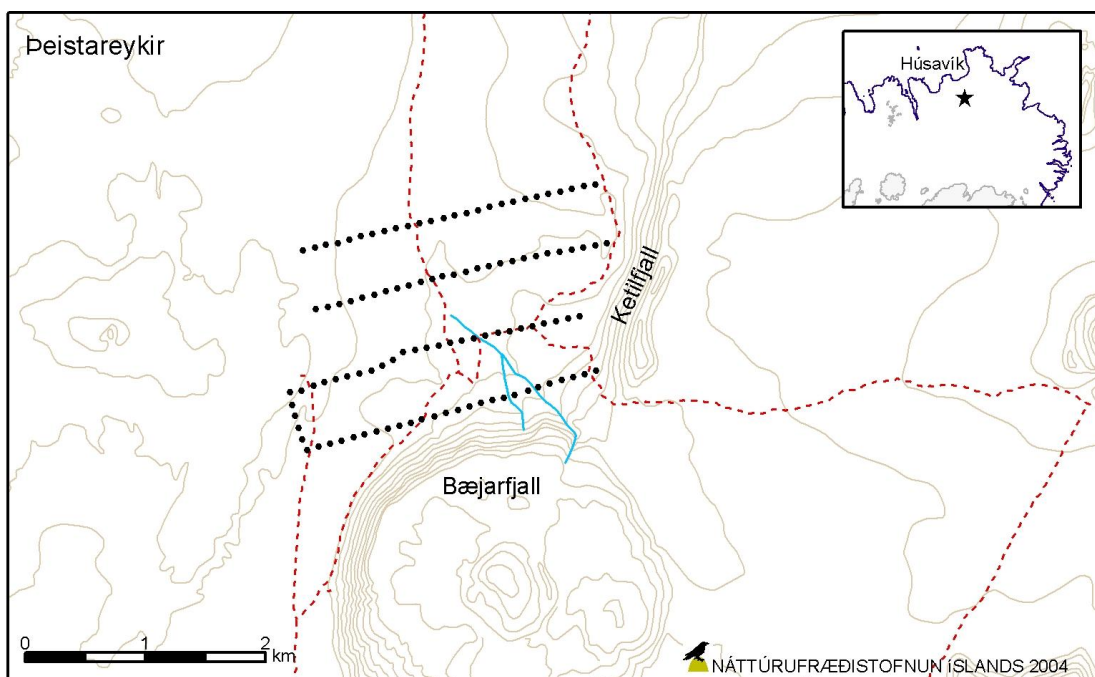 Þeistareykir
Húsavík
Ketilfjall
Bæjarfjall
0 1 2
km
NÁTTÚRUFRÆÐISTOFNUN íSLANDS 2004